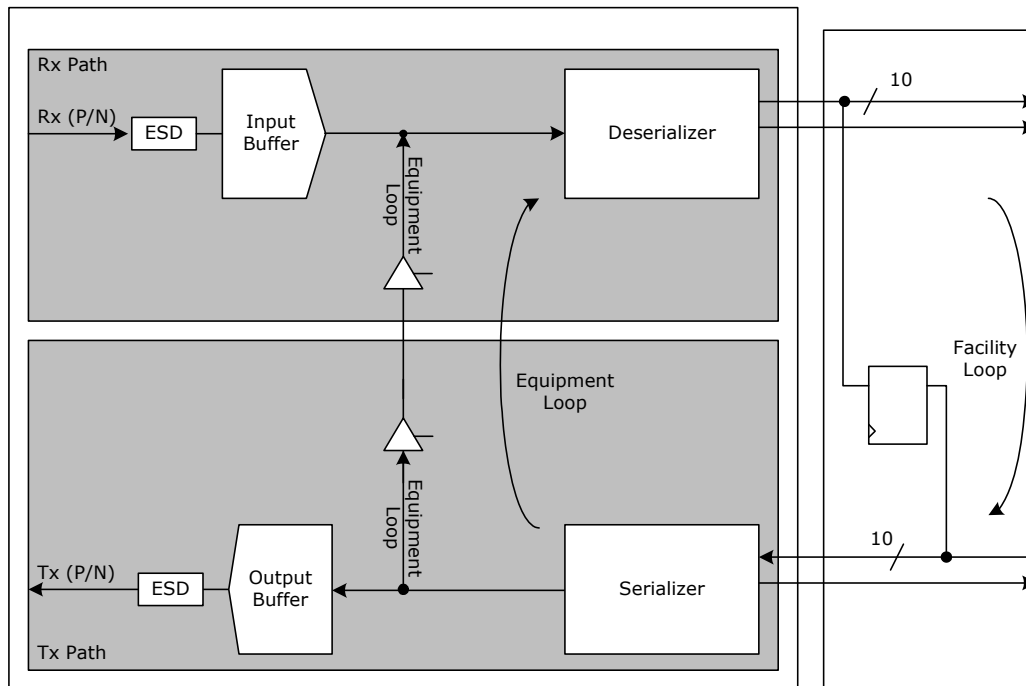 Rx Path
10
Rx (P/N)
ESD
Input
Buffer
Deserializer
Equipment
Loop
Equipment
Loop
Facility
Loop
Equipment
Loop
10
Tx (P/N)
ESD
Output
Buffer
Serializer
Tx Path